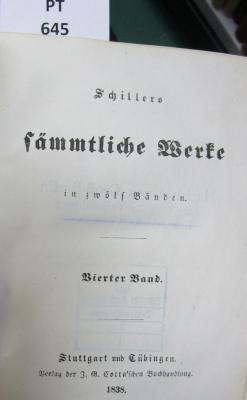 PT
645
Schillers
sämmtliche Werke
in zwölf Bänden.
Vierter Band.
Stuttgart und Tübingen.
Verlag der J. G. Cotta'schen Buchhandlung.
1838.